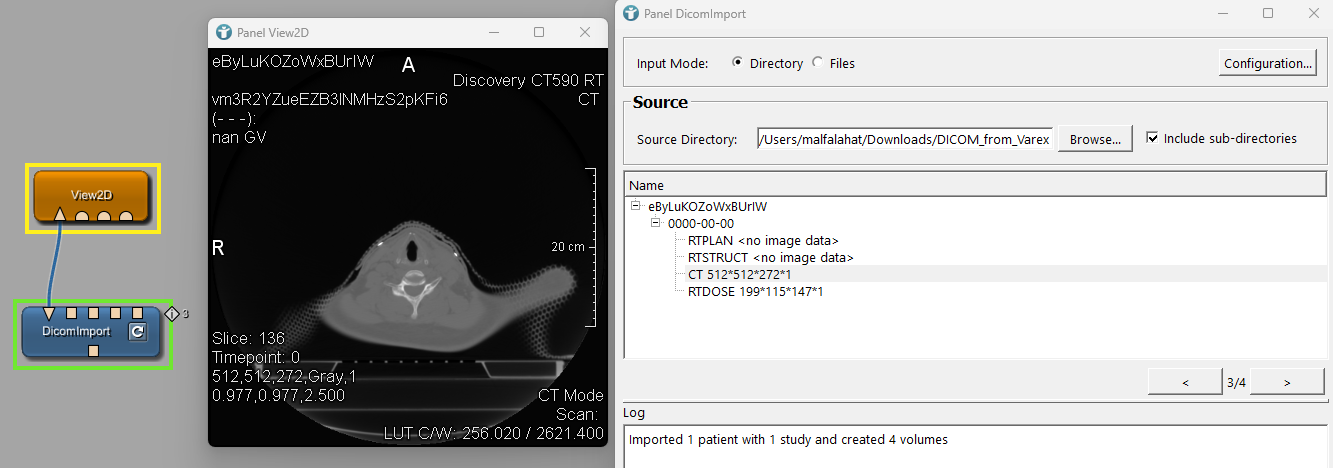 View2D
DicomImport
3
Panel View2D
eByLuKOZoWxBUrIW
A
Discovery CT590 RT
vm3R2YZueEZB3INMHzS2pKFi6
CT
(- - -):
nan GV
R
20 cm
Slice: 136
Timepoint: 0
512,512,272,Gray,1
0.977,0.977,2.500
CT Mode
Scan:
LUT C/W: 256.020 / 2621.400
Panel DicomImport
Input Mode: Directory Files Configuration...
Source
Source Directory: /Users/malfalahat/Downloads/DICOM_from_Varex Browse... Include sub-directories
Name
eByLuKOZoWxBUrIW
0000-00-00
RTPLAN <no image data>
RTSTRUCT <no image data>
CT 512*512*272*1
RTDOSE 199*115*147*1
< 3/4 >
Log
Imported 1 patient with 1 study and created 4 volumes